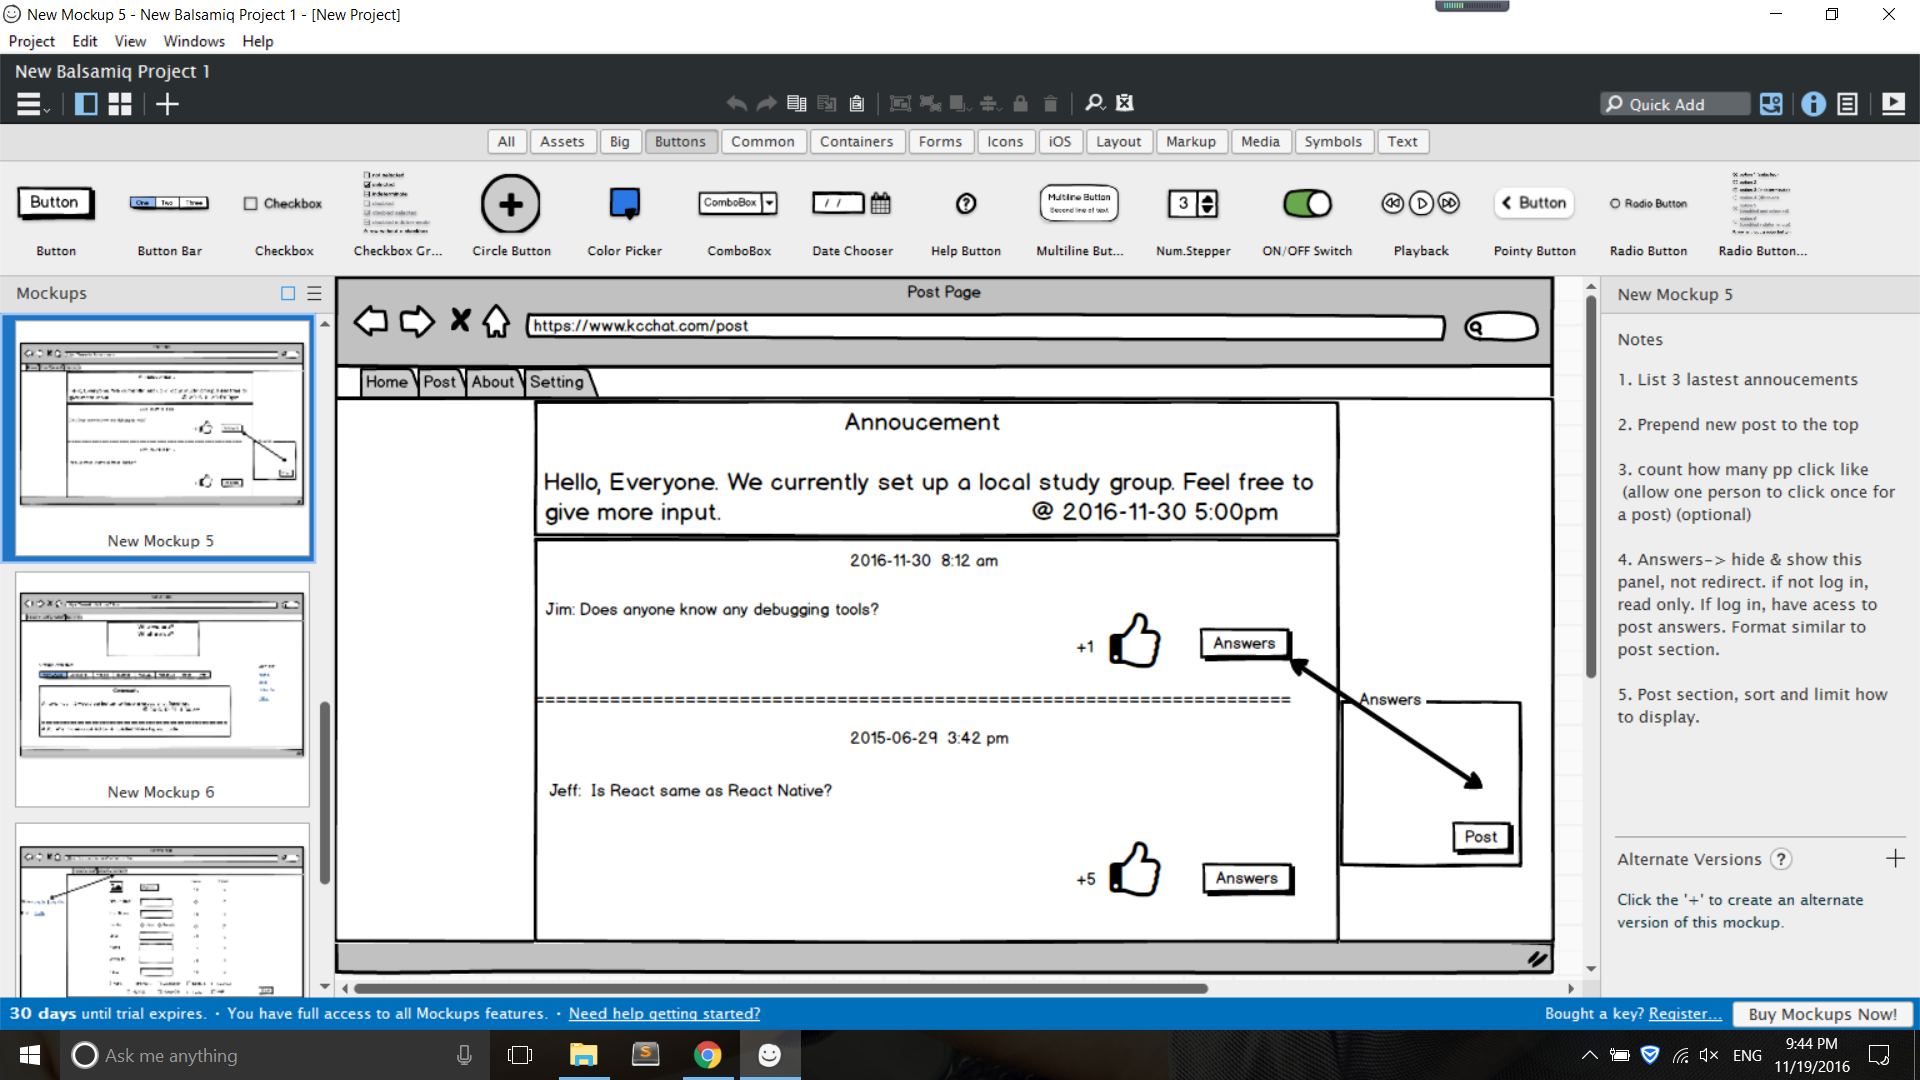 New Mockup 5 - New Balsamiq Project 1 - [New Project]
Project Edit View Windows Help
New Balsamiq Project 1
Quick Add
All Assets Big Buttons Common Containers Forms Icons iOS Layout Markup Media Symbols Text
Button One Two Three Checkbox
not selected
selected
indeterminate
ComboBox / / ? Multiline Button
Second line of text
3 Button Radio Button
Button Button Bar Checkbox Checkbox Gr... Circle Button Color Picker ComboBox Date Chooser Help Button Multiline But... Num.Stepper ON/OFF Switch Playback Pointy Button Radio Button Radio Button...
Mockups
New Mockup 5
New Mockup 6
Post Page
https://www.kcchat.com/post
Home Post About Setting
Annoucement
Hello, Everyone. We currently set up a local study group. Feel free to
give more input. @ 2016-11-30 5:00pm
2016-11-30 8:12 am
Jim: Does anyone know any debugging tools?
+1 Answers
==========================================================================
Answers
2015-06-29 3:42 pm
Jeff: Is React same as React Native?
Post
+5 Answers
New Mockup 5
Notes
1. List 3 lastest annoucements
2. Prepend new post to the top
3. count how many pp click like
(allow one person to click once for
a post) (optional)
4. Answers-> hide & show this
panel, not redirect. if not log in,
read only. If log in, have acess to
post answers. Format similar to
post section.
5. Post section, sort and limit how
to display.
Alternate Versions ?
Click the '+' to create an alternate
version of this mockup.
30 days until trial expires. · You have full access to all Mockups features. · Need help getting started?
Bought a key? Register... Buy Mockups Now!
Ask me anything
ENG
9:44 PM
11/19/2016